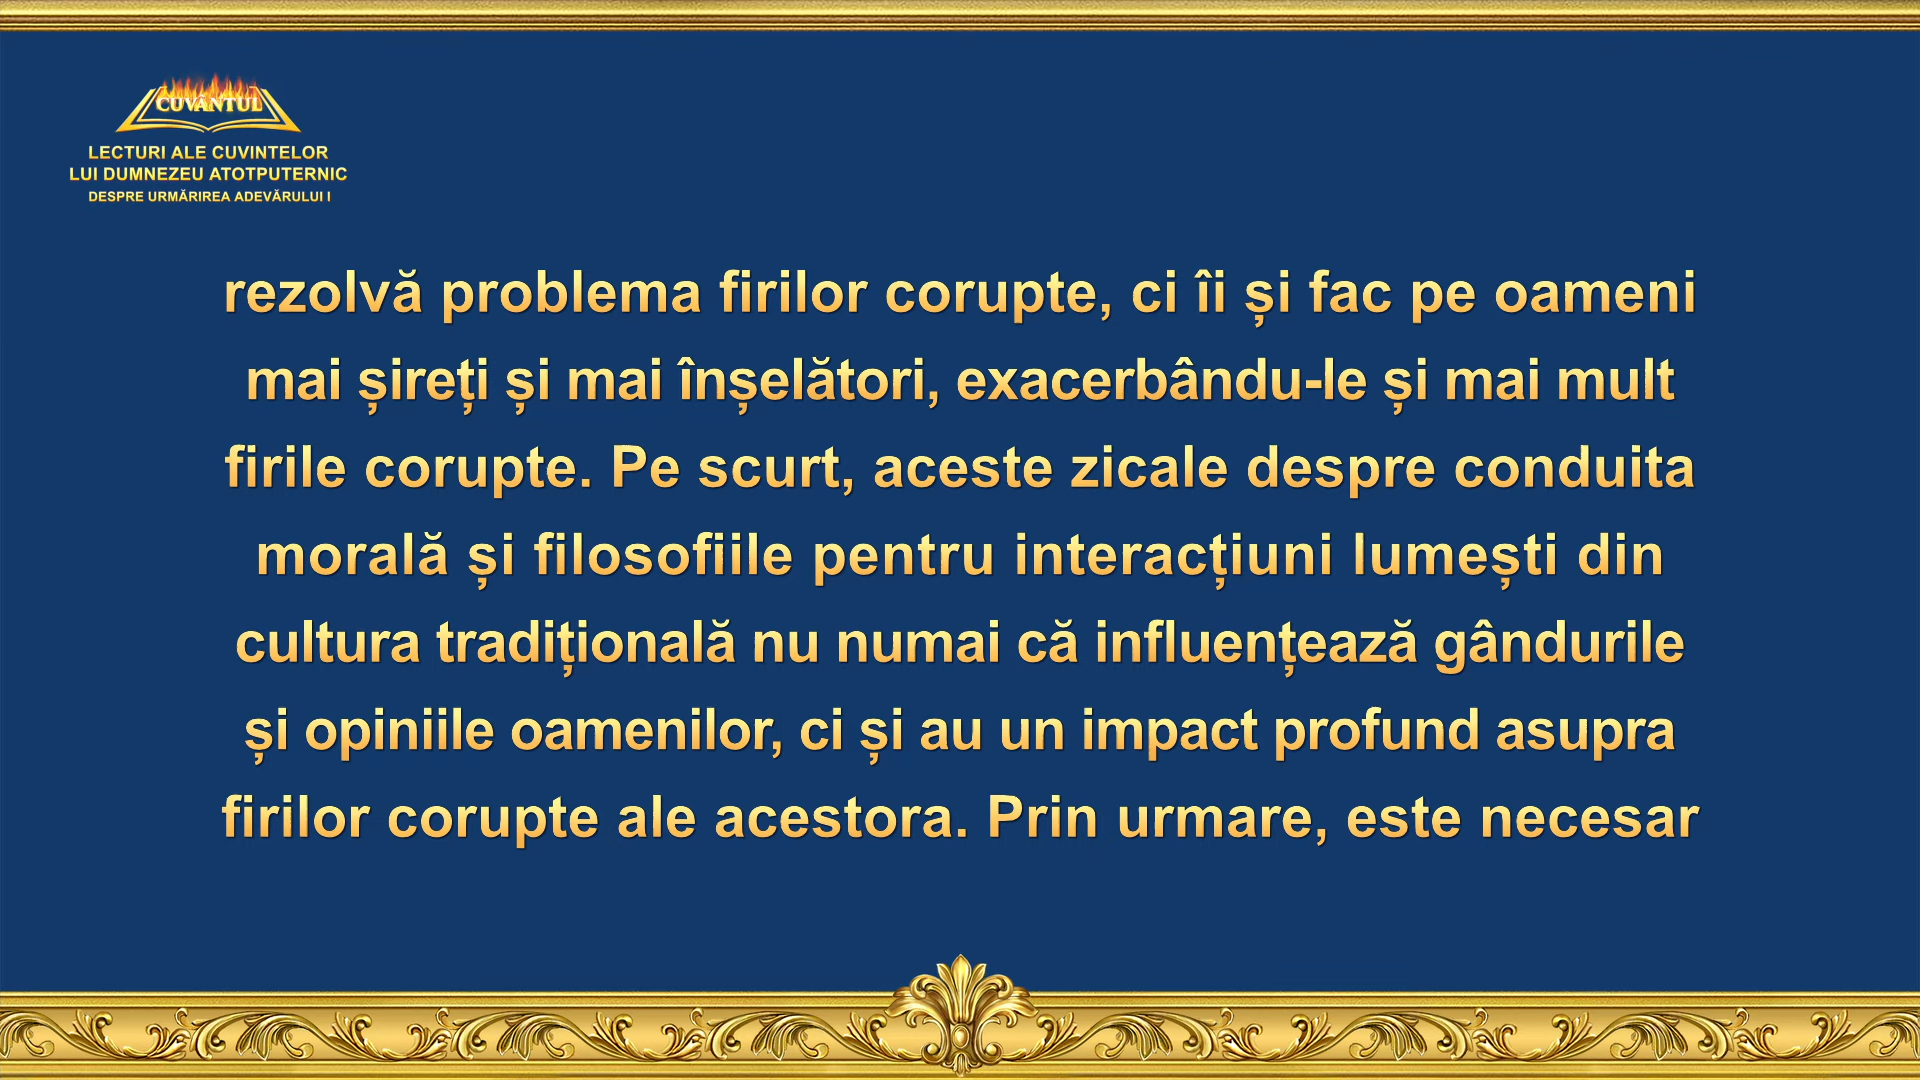 CUVÂNTUL
LECTURI ALE CUVINTELOR
LUI DUMNEZEU ATOTPUTERNIC
DESPRE URMĂRIREA ADEVĂRULUI I
rezolvă problema firilor corupte, ci îi și fac pe oameni
mai șireți și mai înșelători, exacerbându-le și mai mult
firile corupte. Pe scurt, aceste zicale despre conduita
morală și filosofiile pentru interacțiuni lumești din
cultura tradițională nu numai că influențează gândurile
și opiniile oamenilor, ci și au un impact profund asupra
firilor corupte ale acestora. Prin urmare, este necesar